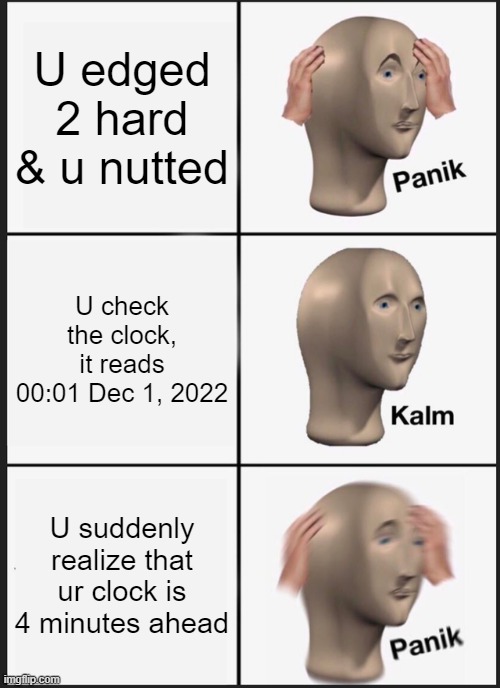 U edged
2 hard
& u nutted
Panik
U check
the clock,
it reads
00:01 Dec 1, 2022
Kalm
U suddenly
realize that
ur clock is
4 minutes ahead
Panik
imgflip.com